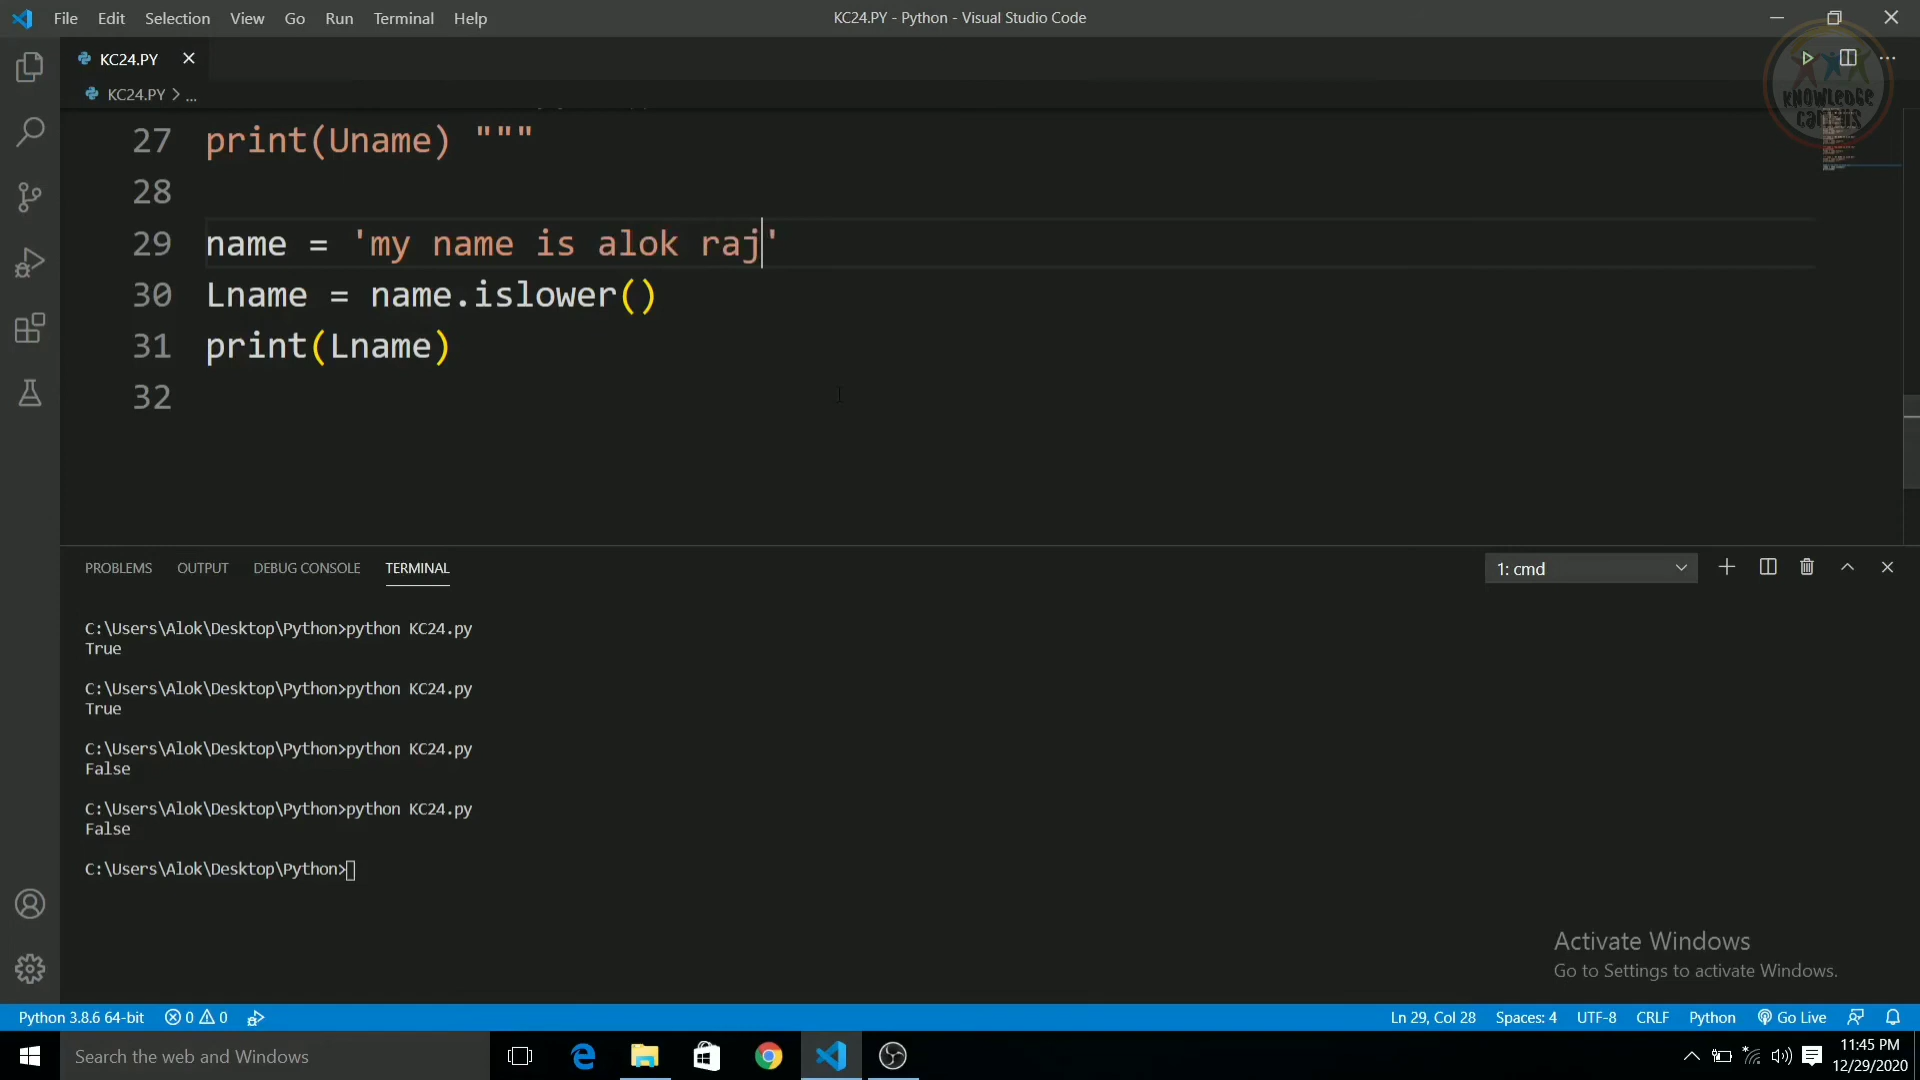 File Edit Selection View Go Run Terminal Help
KC24.PY - Python - Visual Studio Code
KC24.PY
KC24.PY > ...
KNOWLEDGE
CAMPUS
27 print(Uname) """
28
29 name = 'my name is alok raj'
30 Lname = name.islower()
31 print(Lname)
32
PROBLEMS OUTPUT DEBUG CONSOLE TERMINAL
1: cmd
C:\Users\Alok\Desktop\Python>python KC24.py
True
C:\Users\Alok\Desktop\Python>python KC24.py
True
C:\Users\Alok\Desktop\Python>python KC24.py
False
C:\Users\Alok\Desktop\Python>python KC24.py
False
C:\Users\Alok\Desktop\Python>
Activate Windows
Go to Settings to activate Windows.
Python 3.8.6 64-bit 0 0 Ln 29, Col 28 Spaces: 4 UTF-8 CRLF Python Go Live
Search the web and Windows
11:45 PM
12/29/2020